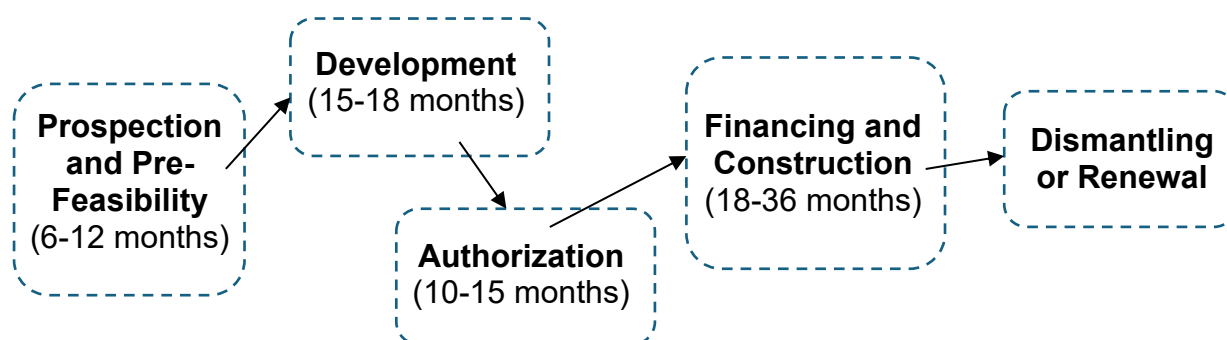 Prospection
and Pre-
Feasibility
(6-12 months)
Development
(15-18 months)
Authorization
(10-15 months)
Financing and
Construction
(18-36 months)
Dismantling
or Renewal